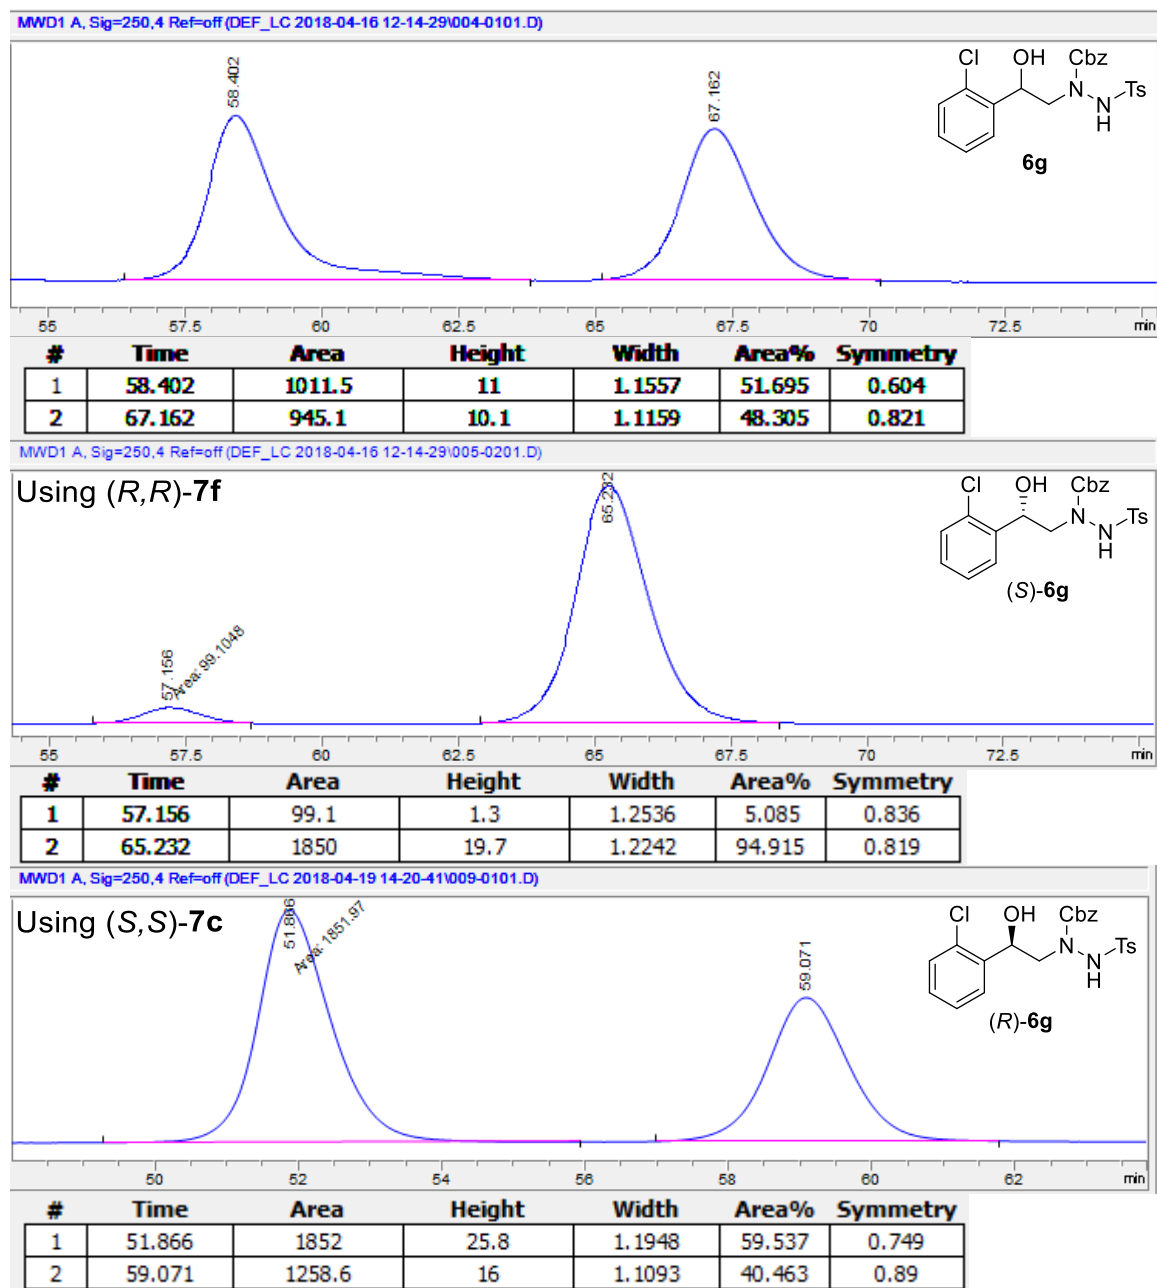 MWD1 A, Sig=250,4 Ref=off (DEF_LC 2018-04-16 12-14-29\004-0101.D)
58.402
67.162
Cl OH Cbz
N Ts
N
H
6g
55 57.5 60 62.5 65 67.5 70 72.5 min
# Time Area Height Width Area% Symmetry
1 58.402 1011.5 11 1.1557 51.695 0.604
2 67.162 945.1 10.1 1.1159 48.305 0.821
MWD1 A, Sig=250,4 Ref=off (DEF_LC 2018-04-16 12-14-29\005-0201.D)
Using (R,R)-7f
57.156
Area: 99.1048
65.232
Cl OH Cbz
N Ts
N
H
(S)-6g
55 57.5 60 62.5 65 67.5 70 72.5 min
# Time Area Height Width Area% Symmetry
1 57.156 99.1 1.3 1.2536 5.085 0.836
2 65.232 1850 19.7 1.2242 94.915 0.819
MWD1 A, Sig=250,4 Ref=off (DEF_LC 2018-04-19 14-20-41\009-0101.D)
Using (S,S)-7c
51.866
Area: 1851.97
59.071
Cl OH Cbz
N Ts
N
H
(R)-6g
50 52 54 56 58 60 62 min
# Time Area Height Width Area% Symmetry
1 51.866 1852 25.8 1.1948 59.537 0.749
2 59.071 1258.6 16 1.1093 40.463 0.89